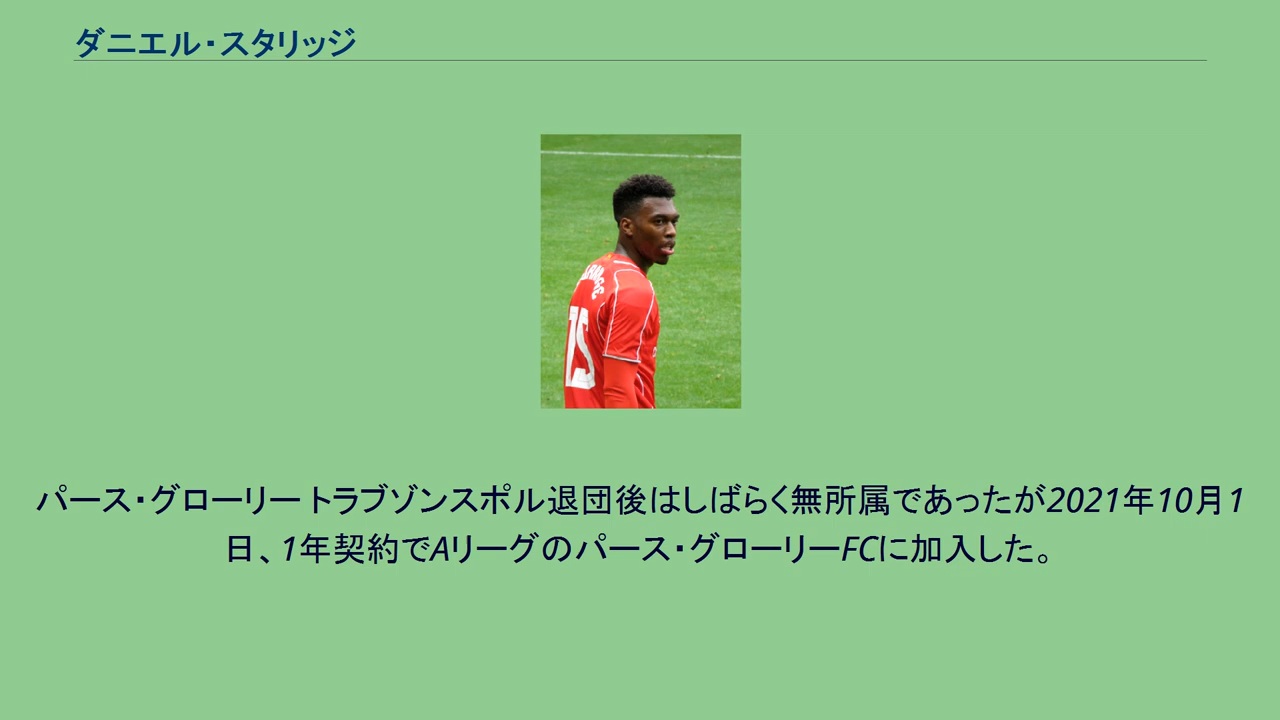 ダニエル・スタリッジ
15
パース・グローリー トラブゾンスポル退団後はしばらく無所属であったが2021年10月1
日、1年契約でAリーグのパース・グローリーFCに加入した。